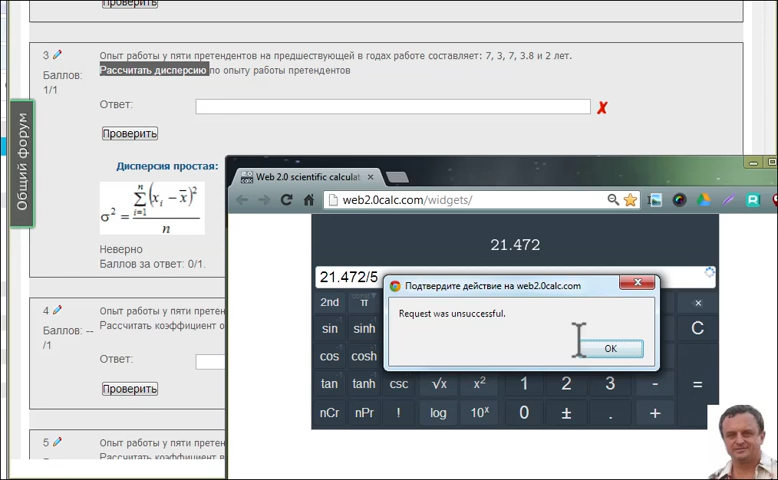 Проверить
3
Опыт работы у пяти претендентов на предшествующей в годах работе составляет: 7, 3, 7, 3.8 и 2 лет.
Рассчитать дисперсию по опыту работы претендентов
Баллов:
1/1
Ответ:
Проверить
Общий форум
Дисперсия простая:
σ² = Σ(xᵢ − x̄)² / n
n
i=1
Неверно
Баллов за ответ: 0/1.
Web 2.0 scientific calculat
web2.0calc.com/widgets/
21.472
21.472/5
Подтвердите действие на web2.0calc.com
Request was unsuccessful.
OK
2nd π
sin sinh C
cos cosh
tan tanh csc √x x² 1 2 3 - =
nCr nPr ! log 10ˣ 0 ± . +
4
Опыт работы у пяти претендентов
Рассчитать коэффициент о
Баллов: --
/1
Ответ:
Проверить
5
Опыт работы у пяти претендентов
Рассчитать коэффициент в
Баллов: --